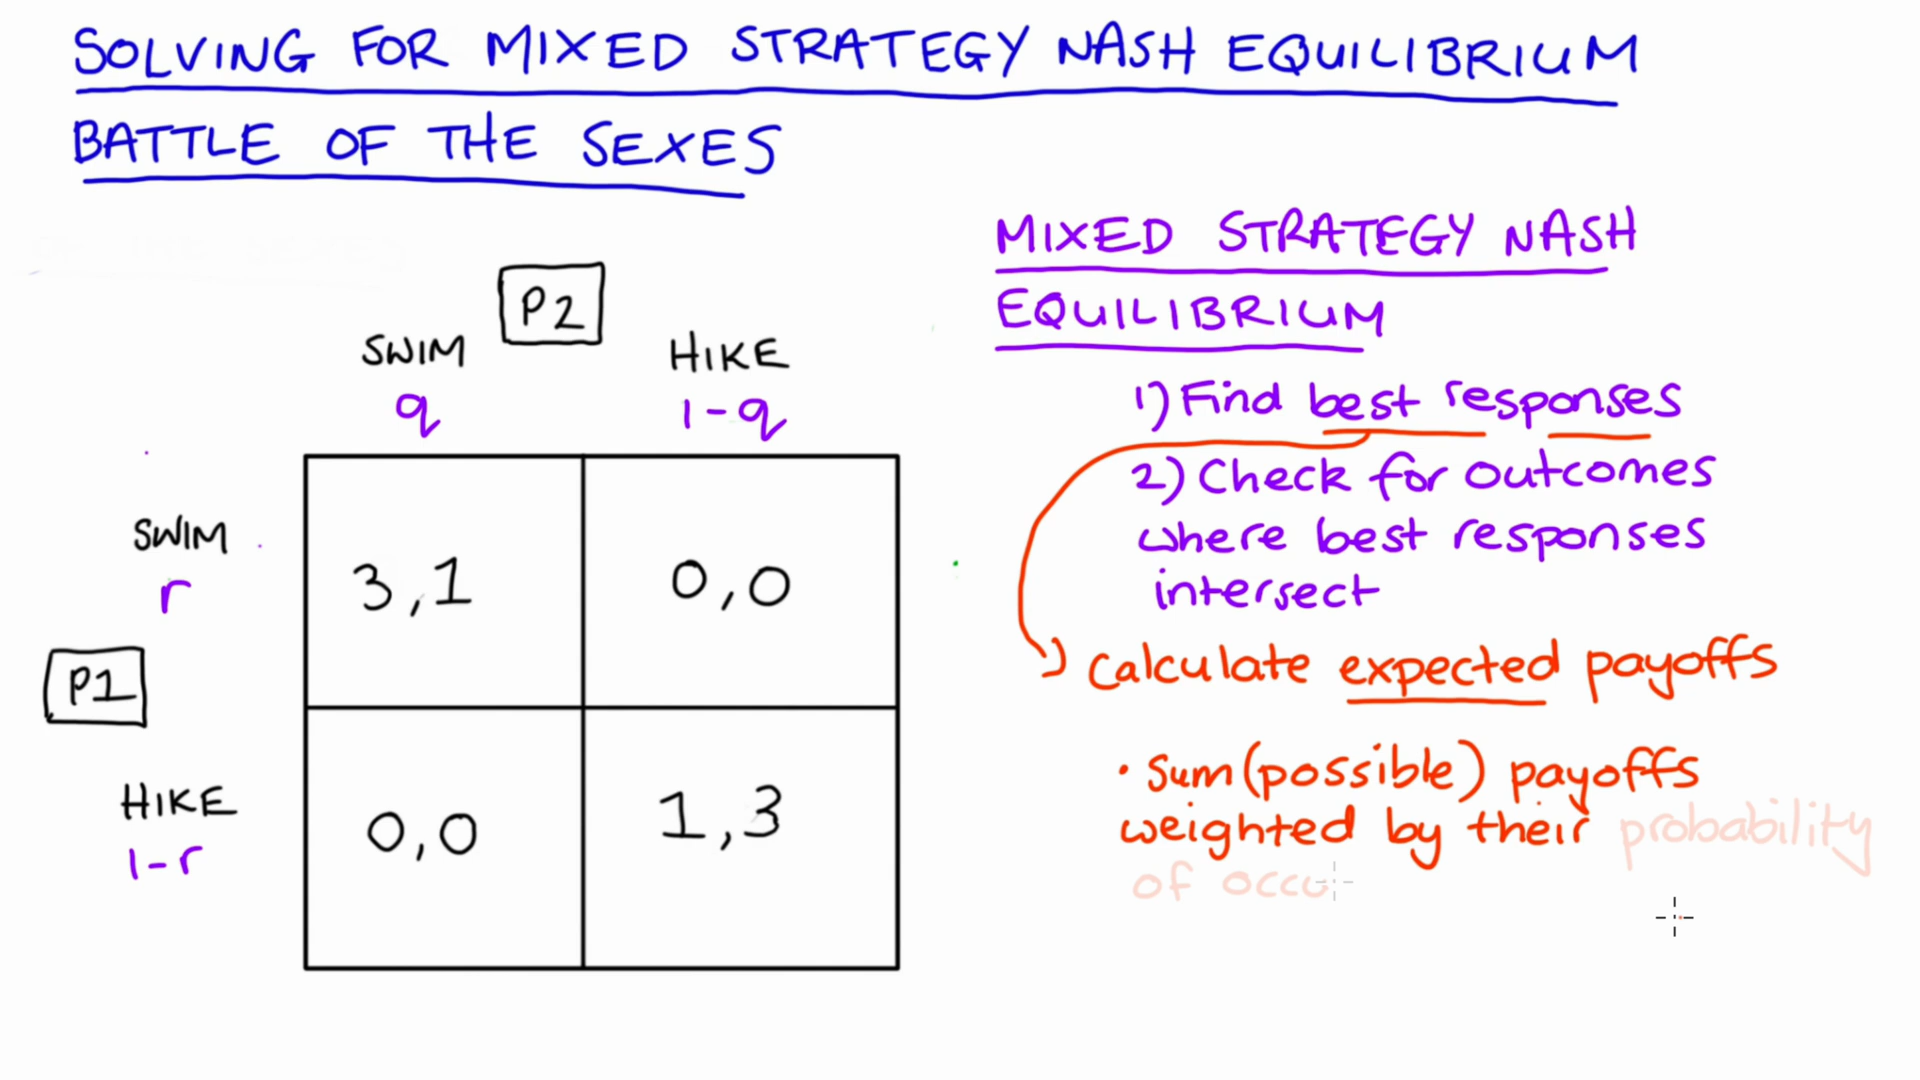 SOLVING FOR MIXED STRATEGY NASH EQUILIBRIUM
BATTLE OF THE SEXES
P2
SWIM HIKE
q 1-q
SWIM
r
3,1 0,0
P1
HIKE
1-r
0,0 1,3
MIXED STRATEGY NASH
EQUILIBRIUM
1) Find best responses
2) Check for outcomes
where best responses
intersect
Calculate expected payoffs
• Sum (possible) payoffs
weighted by their probability
of occu